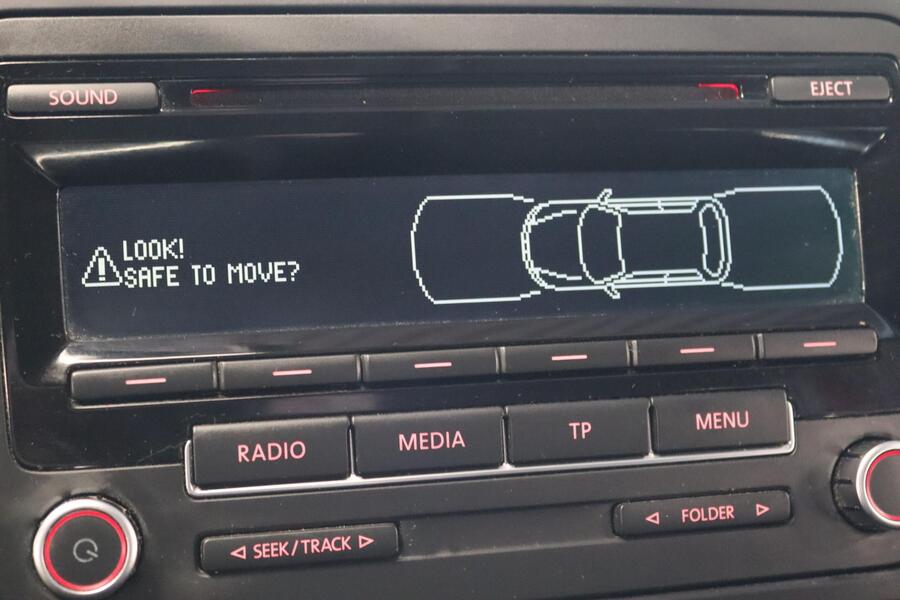 SOUND
EJECT
LOOK!
SAFE TO MOVE?
RADIO
MEDIA
TP
MENU
SEEK/TRACK
FOLDER